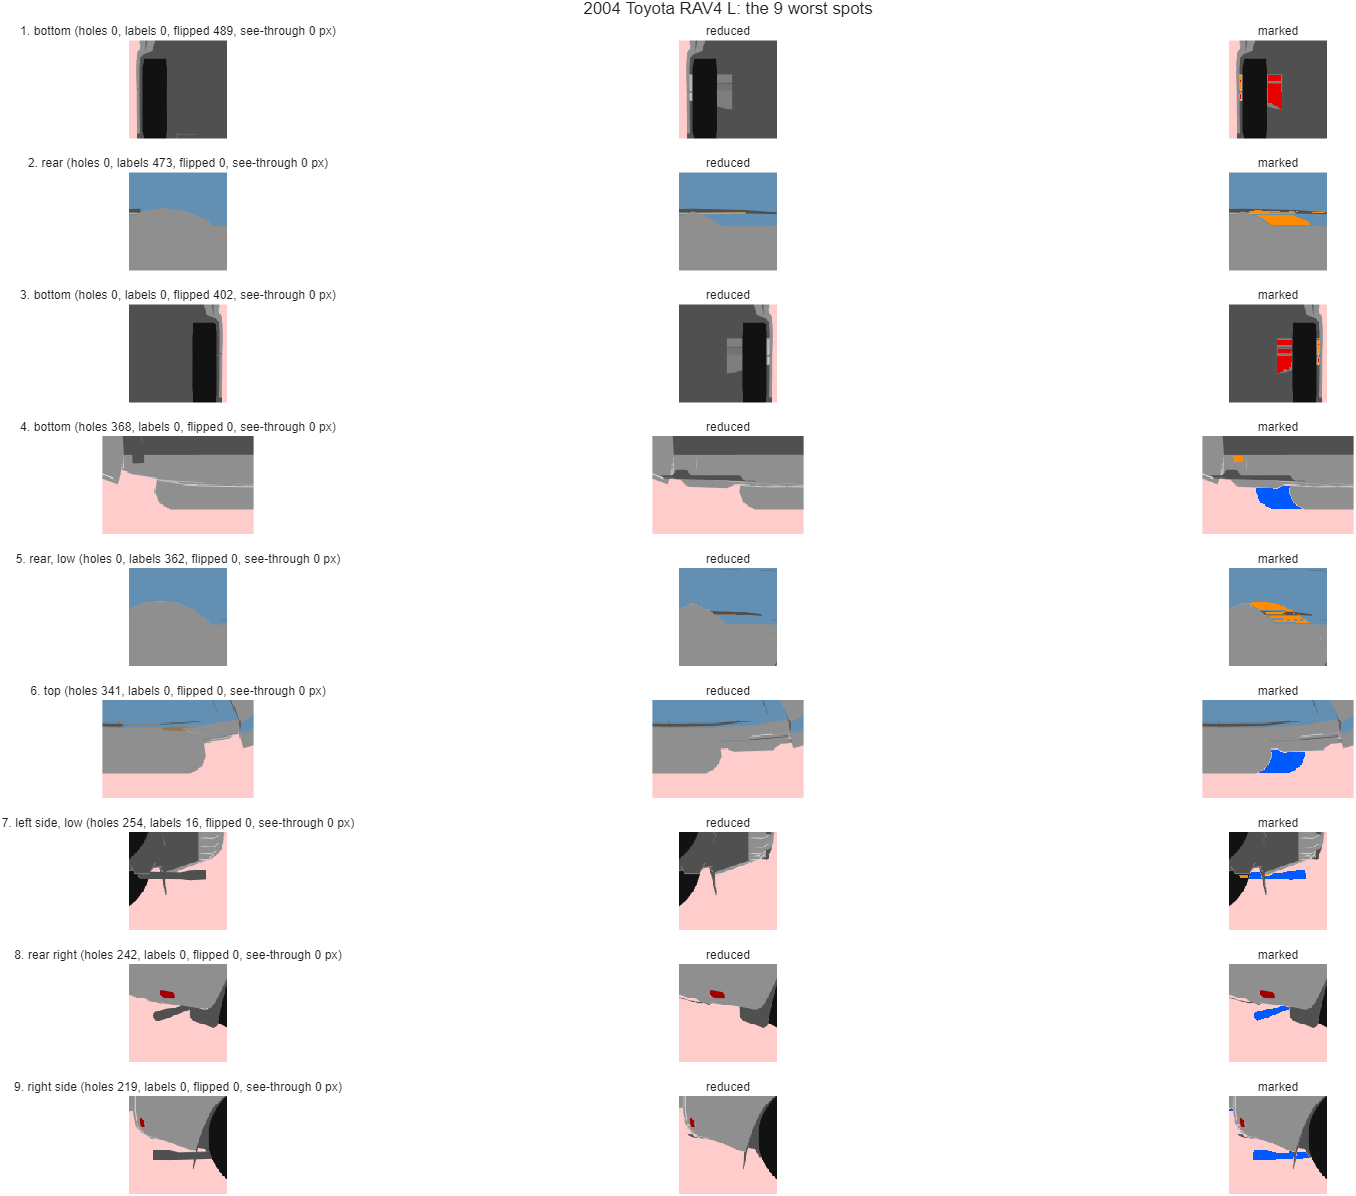 2004 Toyota RAV4 L: the 9 worst spots
1. bottom (holes 0, labels 0, flipped 489, see-through 0 px)
reduced
marked
2. rear (holes 0, labels 473, flipped 0, see-through 0 px)
reduced
marked
3. bottom (holes 0, labels 0, flipped 402, see-through 0 px)
reduced
marked
4. bottom (holes 368, labels 0, flipped 0, see-through 0 px)
reduced
marked
5. rear, low (holes 0, labels 362, flipped 0, see-through 0 px)
reduced
marked
6. top (holes 341, labels 0, flipped 0, see-through 0 px)
reduced
marked
7. left side, low (holes 254, labels 16, flipped 0, see-through 0 px)
reduced
marked
8. rear right (holes 242, labels 0, flipped 0, see-through 0 px)
reduced
marked
9. right side (holes 219, labels 0, flipped 0, see-through 0 px)
reduced
marked